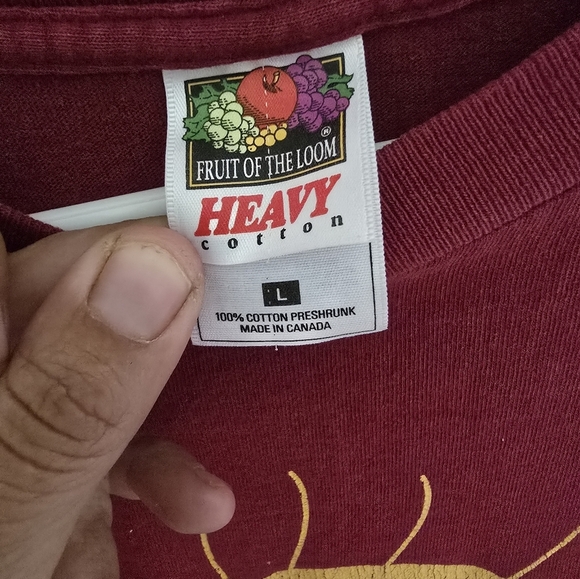 ®
FRUIT OF THE LOOM
HEAVY
cotton
L
100% COTTON PRESHRUNK
MADE IN CANADA